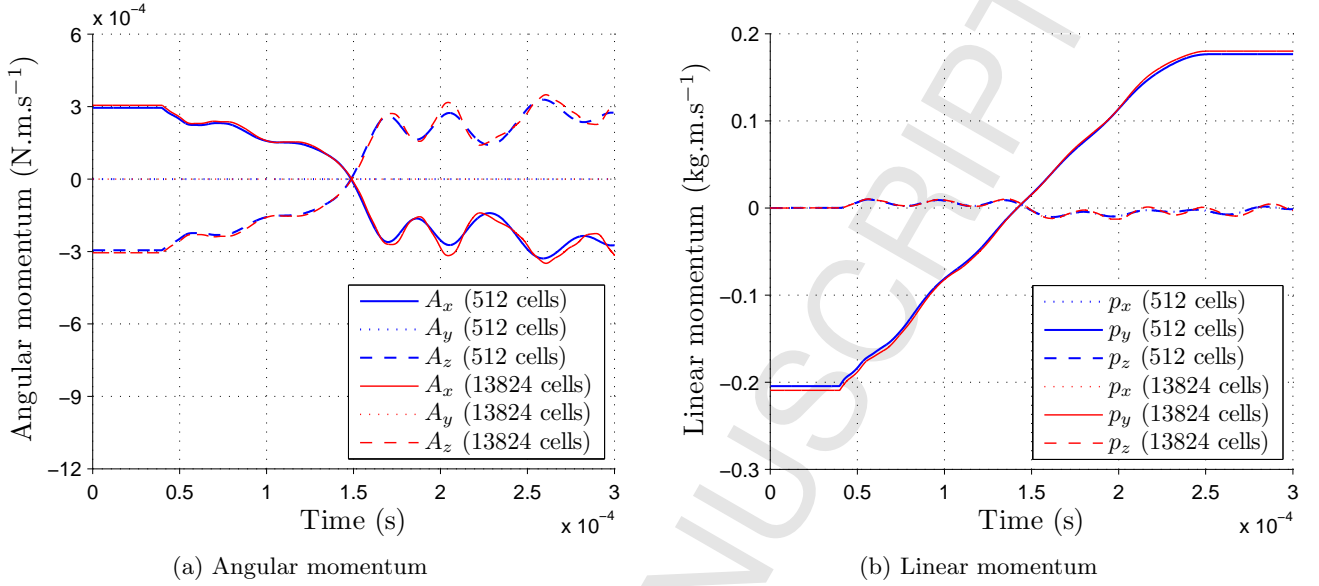 x 10⁻⁴
6
3
0
−3
−6
−9
−12
Angular momentum (N.m.s⁻¹)
A_x (512 cells)
A_y (512 cells)
A_z (512 cells)
A_x (13824 cells)
A_y (13824 cells)
A_z (13824 cells)
0 0.5 1 1.5 2 2.5 3
Time (s)
x 10⁻⁴
(a) Angular momentum
0.2
0.1
0
−0.1
−0.2
−0.3
Linear momentum (kg.m.s⁻¹)
p_x (512 cells)
p_y (512 cells)
p_z (512 cells)
p_x (13824 cells)
p_y (13824 cells)
p_z (13824 cells)
0 0.5 1 1.5 2 2.5 3
Time (s)
x 10⁻⁴
(b) Linear momentum
NUSCRIPT